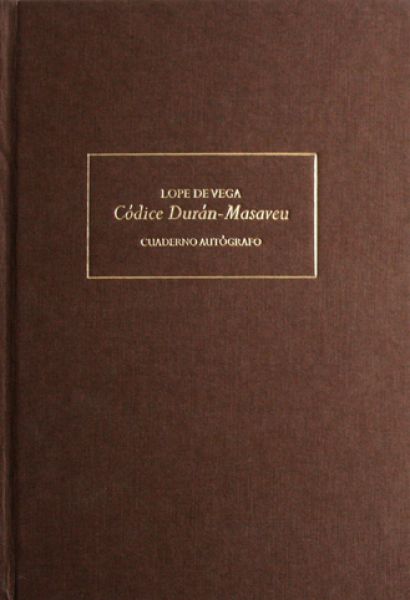 LOPE DE VEGA
Códice Durán-Masaveu
CUADERNO AUTÓGRAFO